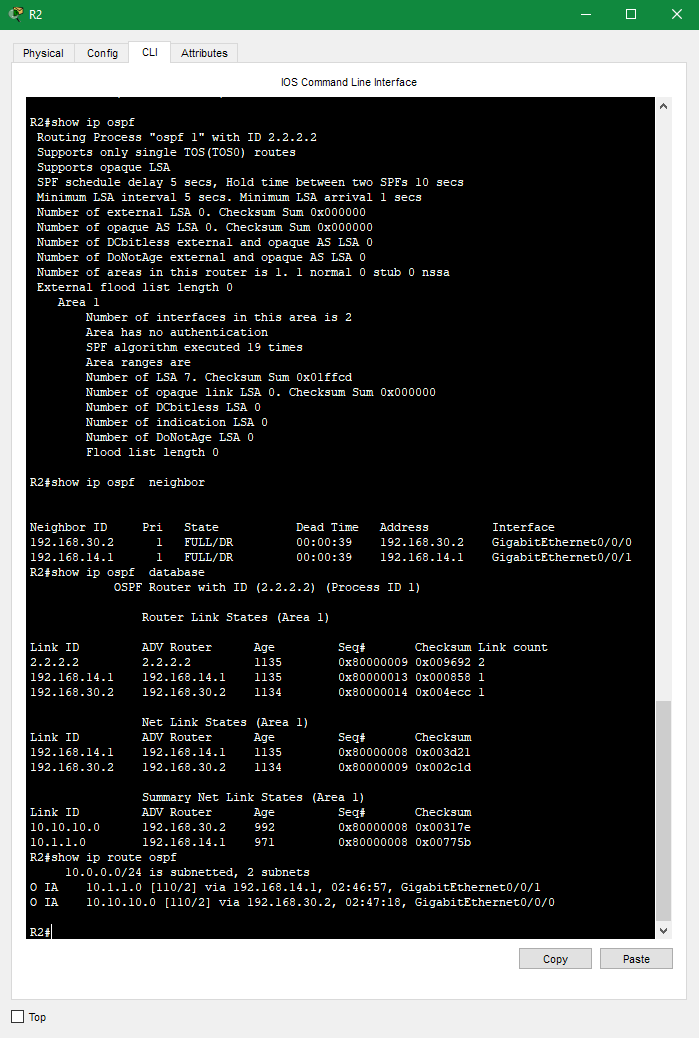 R2
Physical Config CLI Attributes
IOS Command Line Interface
R2#show ip ospf
Routing Process "ospf 1" with ID 2.2.2.2
Supports only single TOS(TOS0) routes
Supports opaque LSA
SPF schedule delay 5 secs, Hold time between two SPFs 10 secs
Minimum LSA interval 5 secs. Minimum LSA arrival 1 secs
Number of external LSA 0. Checksum Sum 0x000000
Number of opaque AS LSA 0. Checksum Sum 0x000000
Number of DCbitless external and opaque AS LSA 0
Number of DoNotAge external and opaque AS LSA 0
Number of areas in this router is 1. 1 normal 0 stub 0 nssa
External flood list length 0
Area 1
Number of interfaces in this area is 2
Area has no authentication
SPF algorithm executed 19 times
Area ranges are
Number of LSA 7. Checksum Sum 0x01ffcd
Number of opaque link LSA 0. Checksum Sum 0x000000
Number of DCbitless LSA 0
Number of indication LSA 0
Number of DoNotAge LSA 0
Flood list length 0
R2#show ip ospf  neighbor
Neighbor ID     Pri   State           Dead Time   Address         Interface
192.168.30.2      1   FULL/DR         00:00:39    192.168.30.2    GigabitEthernet0/0/0
192.168.14.1      1   FULL/DR         00:00:39    192.168.14.1    GigabitEthernet0/0/1
R2#show ip ospf  database
OSPF Router with ID (2.2.2.2) (Process ID 1)
Router Link States (Area 1)
Link ID         ADV Router      Age         Seq#       Checksum Link count
2.2.2.2         2.2.2.2         1135        0x80000009 0x009692 2
192.168.14.1    192.168.14.1    1135        0x80000013 0x000858 1
192.168.30.2    192.168.30.2    1134        0x80000014 0x004ecc 1
Net Link States (Area 1)
Link ID         ADV Router      Age         Seq#       Checksum
192.168.14.1    192.168.14.1    1135        0x80000008 0x003d21
192.168.30.2    192.168.30.2    1134        0x80000009 0x002c1d
Summary Net Link States (Area 1)
Link ID         ADV Router      Age         Seq#       Checksum
10.10.10.0      192.168.30.2    992         0x80000008 0x00317e
10.1.1.0        192.168.14.1    971         0x80000008 0x00775b
R2#show ip route ospf
10.0.0.0/24 is subnetted, 2 subnets
O IA    10.1.1.0 [110/2] via 192.168.14.1, 02:46:57, GigabitEthernet0/0/1
O IA    10.10.10.0 [110/2] via 192.168.30.2, 02:47:18, GigabitEthernet0/0/0
R2#
Copy Paste
Top